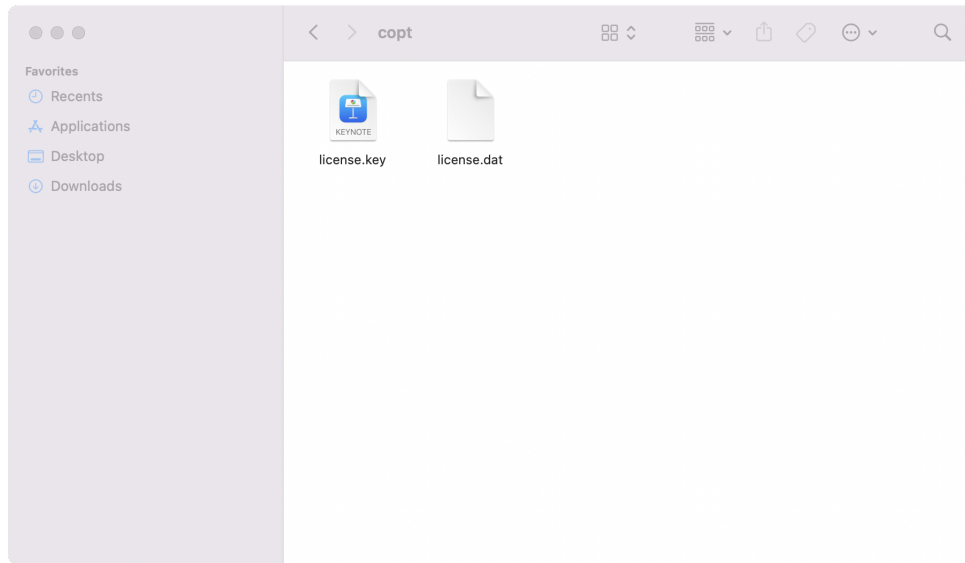 copt
Favorites
Recents
Applications
Desktop
Downloads
KEYNOTE
license.key
license.dat